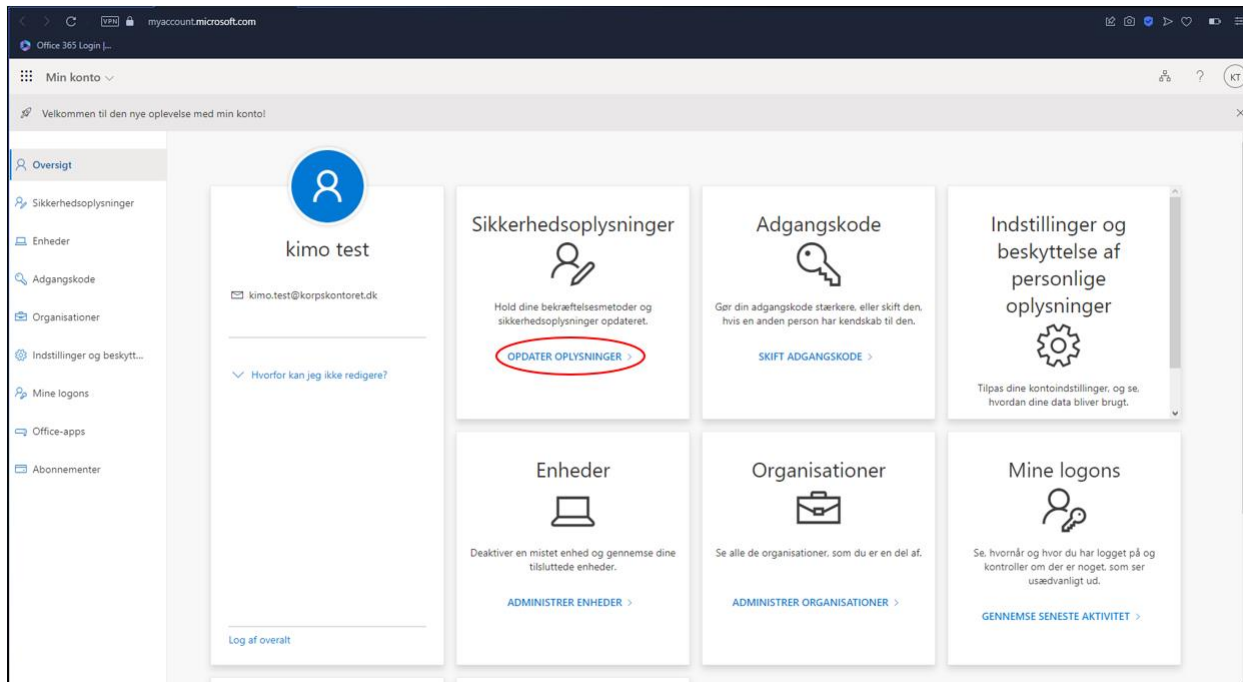 VPN myaccount.microsoft.com
Office 365 Login |...
Min konto
? KT
Velkommen til den nye oplevelse med min konto!
Oversigt
Sikkerhedsoplysninger
Enheder
Adgangskode
Organisationer
Indstillinger og beskytt...
Mine logons
Office-apps
Abonnementer
kimo test
kimo.test@korpskontoret.dk
Hvorfor kan jeg ikke redigere?
Log af overalt
Sikkerhedsoplysninger
Hold dine bekræftelsesmetoder og
sikkerhedsoplysninger opdateret.
OPDATER OPLYSNINGER >
Adgangskode
Gør din adgangskode stærkere, eller skift den,
hvis en anden person har kendskab til den.
SKIFT ADGANGSKODE >
Indstillinger og
beskyttelse af
personlige
oplysninger
Tilpas dine kontoindstillinger, og se,
hvordan dine data bliver brugt.
Enheder
Deaktiver en mistet enhed og gennemse dine
tilsluttede enheder.
ADMINISTRER ENHEDER >
Organisationer
Se alle de organisationer, som du er en del af.
ADMINISTRER ORGANISATIONER >
Mine logons
Se, hvornår og hvor du har logget på og
kontroller om der er noget, som ser
usædvanligt ud.
GENNEMSE SENESTE AKTIVITET >